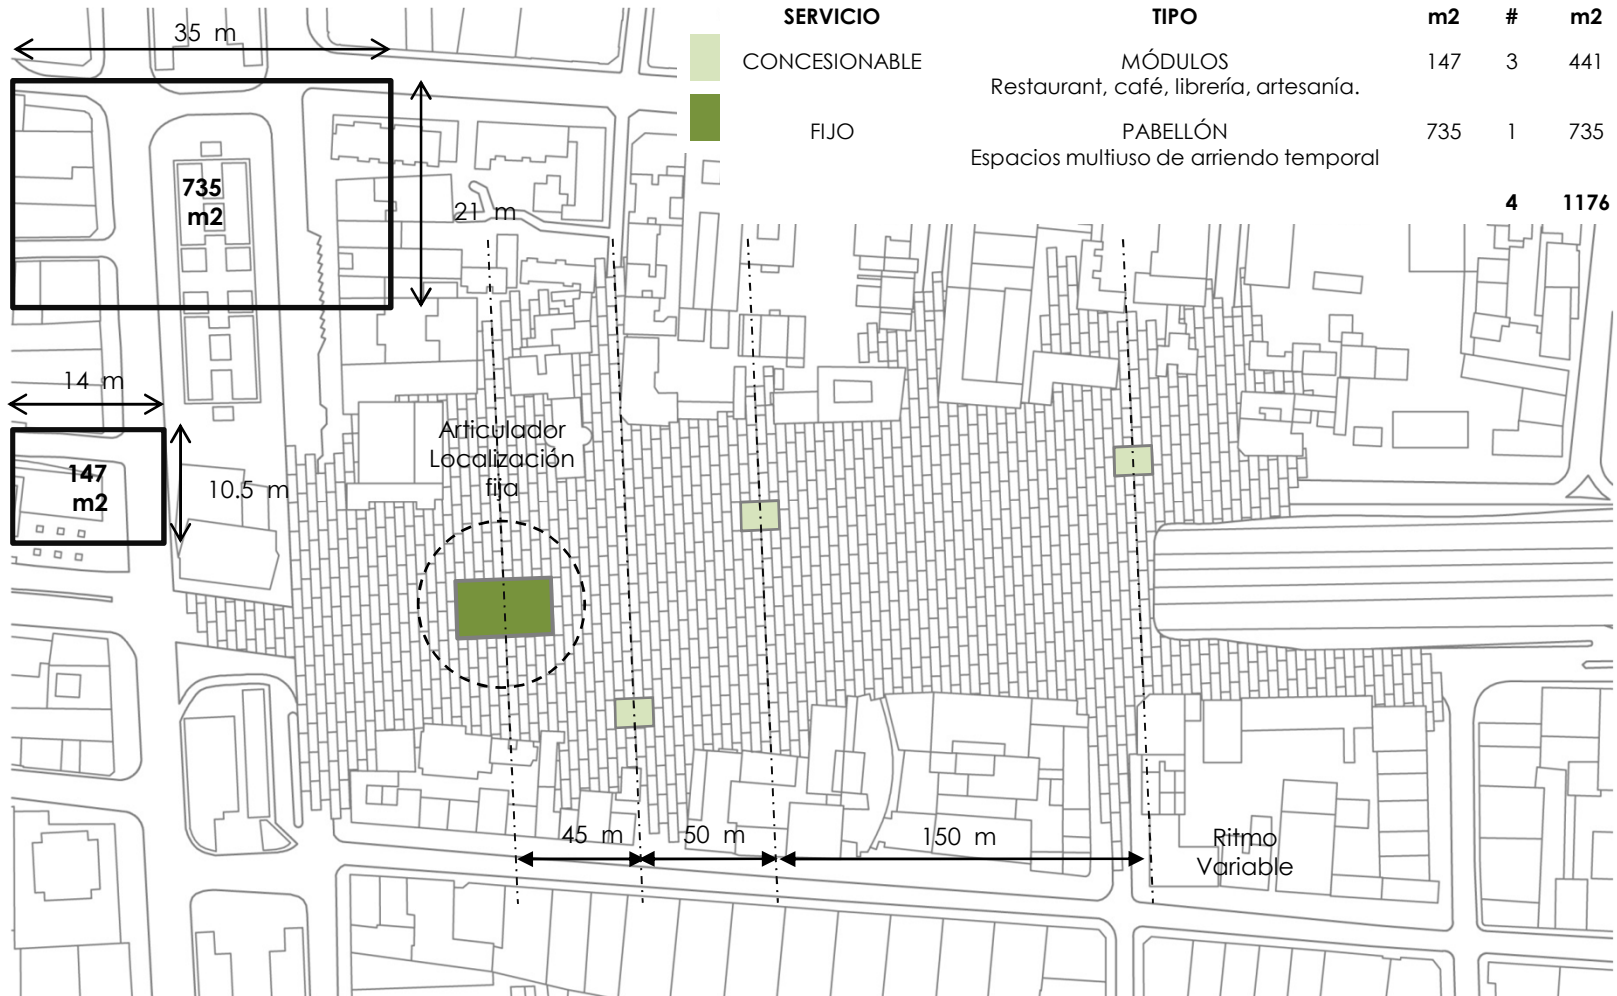 SERVICIO TIPO m2 # m2
CONCESIONABLE MÓDULOS 147 3 441
Restaurant, café, librería, artesanía.
FIJO PABELLÓN 735 1 735
Espacios multiuso de arriendo temporal
4 1176
35 m
735
m2
21 m
14 m
147
m2
10.5 m
Articulador
Localización
fija
45 m
50 m
150 m
Ritmo
Variable